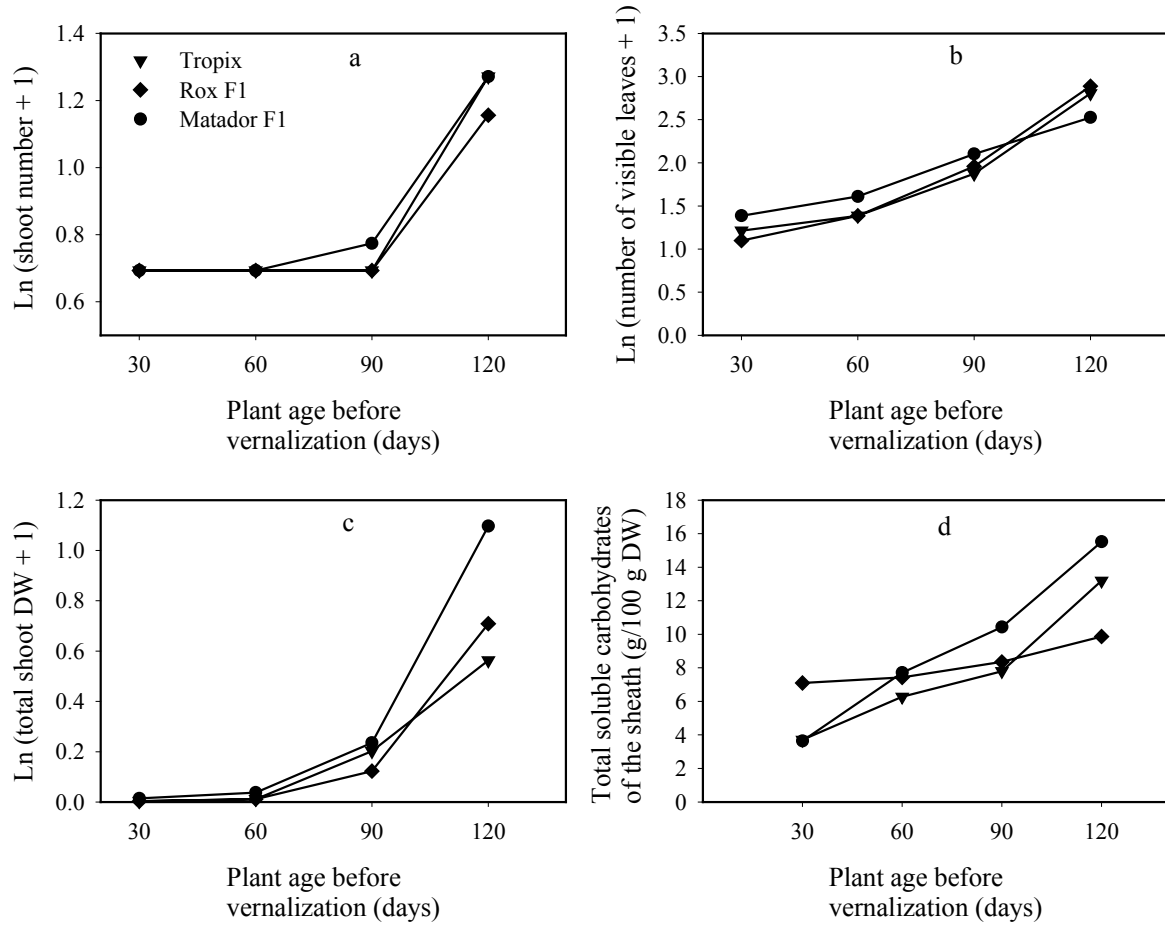 Ln (shoot number + 1)
1.4
1.2
1.0
0.8
0.6
a
Tropix
Rox F1
Matador F1
30 60 90 120
Plant age before
vernalization (days)
Ln (number of visible leaves + 1)
3.5
3.0
2.5
2.0
1.5
1.0
0.5
0.0
b
30 60 90 120
Plant age before
vernalization (days)
Ln (total shoot DW + 1)
1.2
1.0
0.8
0.6
0.4
0.2
0.0
c
30 60 90 120
Plant age before
vernalization (days)
Total soluble carbohydrates
of the sheath (g/100 g DW)
18
16
14
12
10
8
6
4
2
0
d
30 60 90 120
Plant age before
vernalization (days)